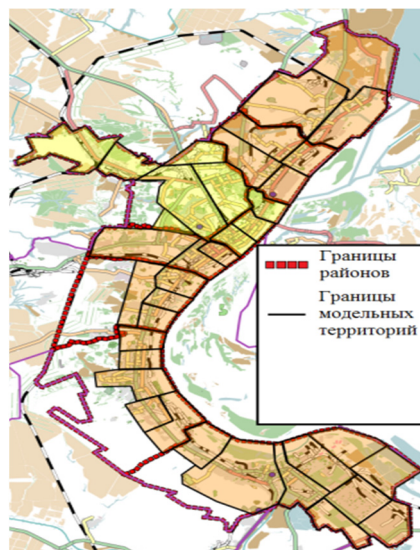 Границы
районов
Границы
модельных
территорий